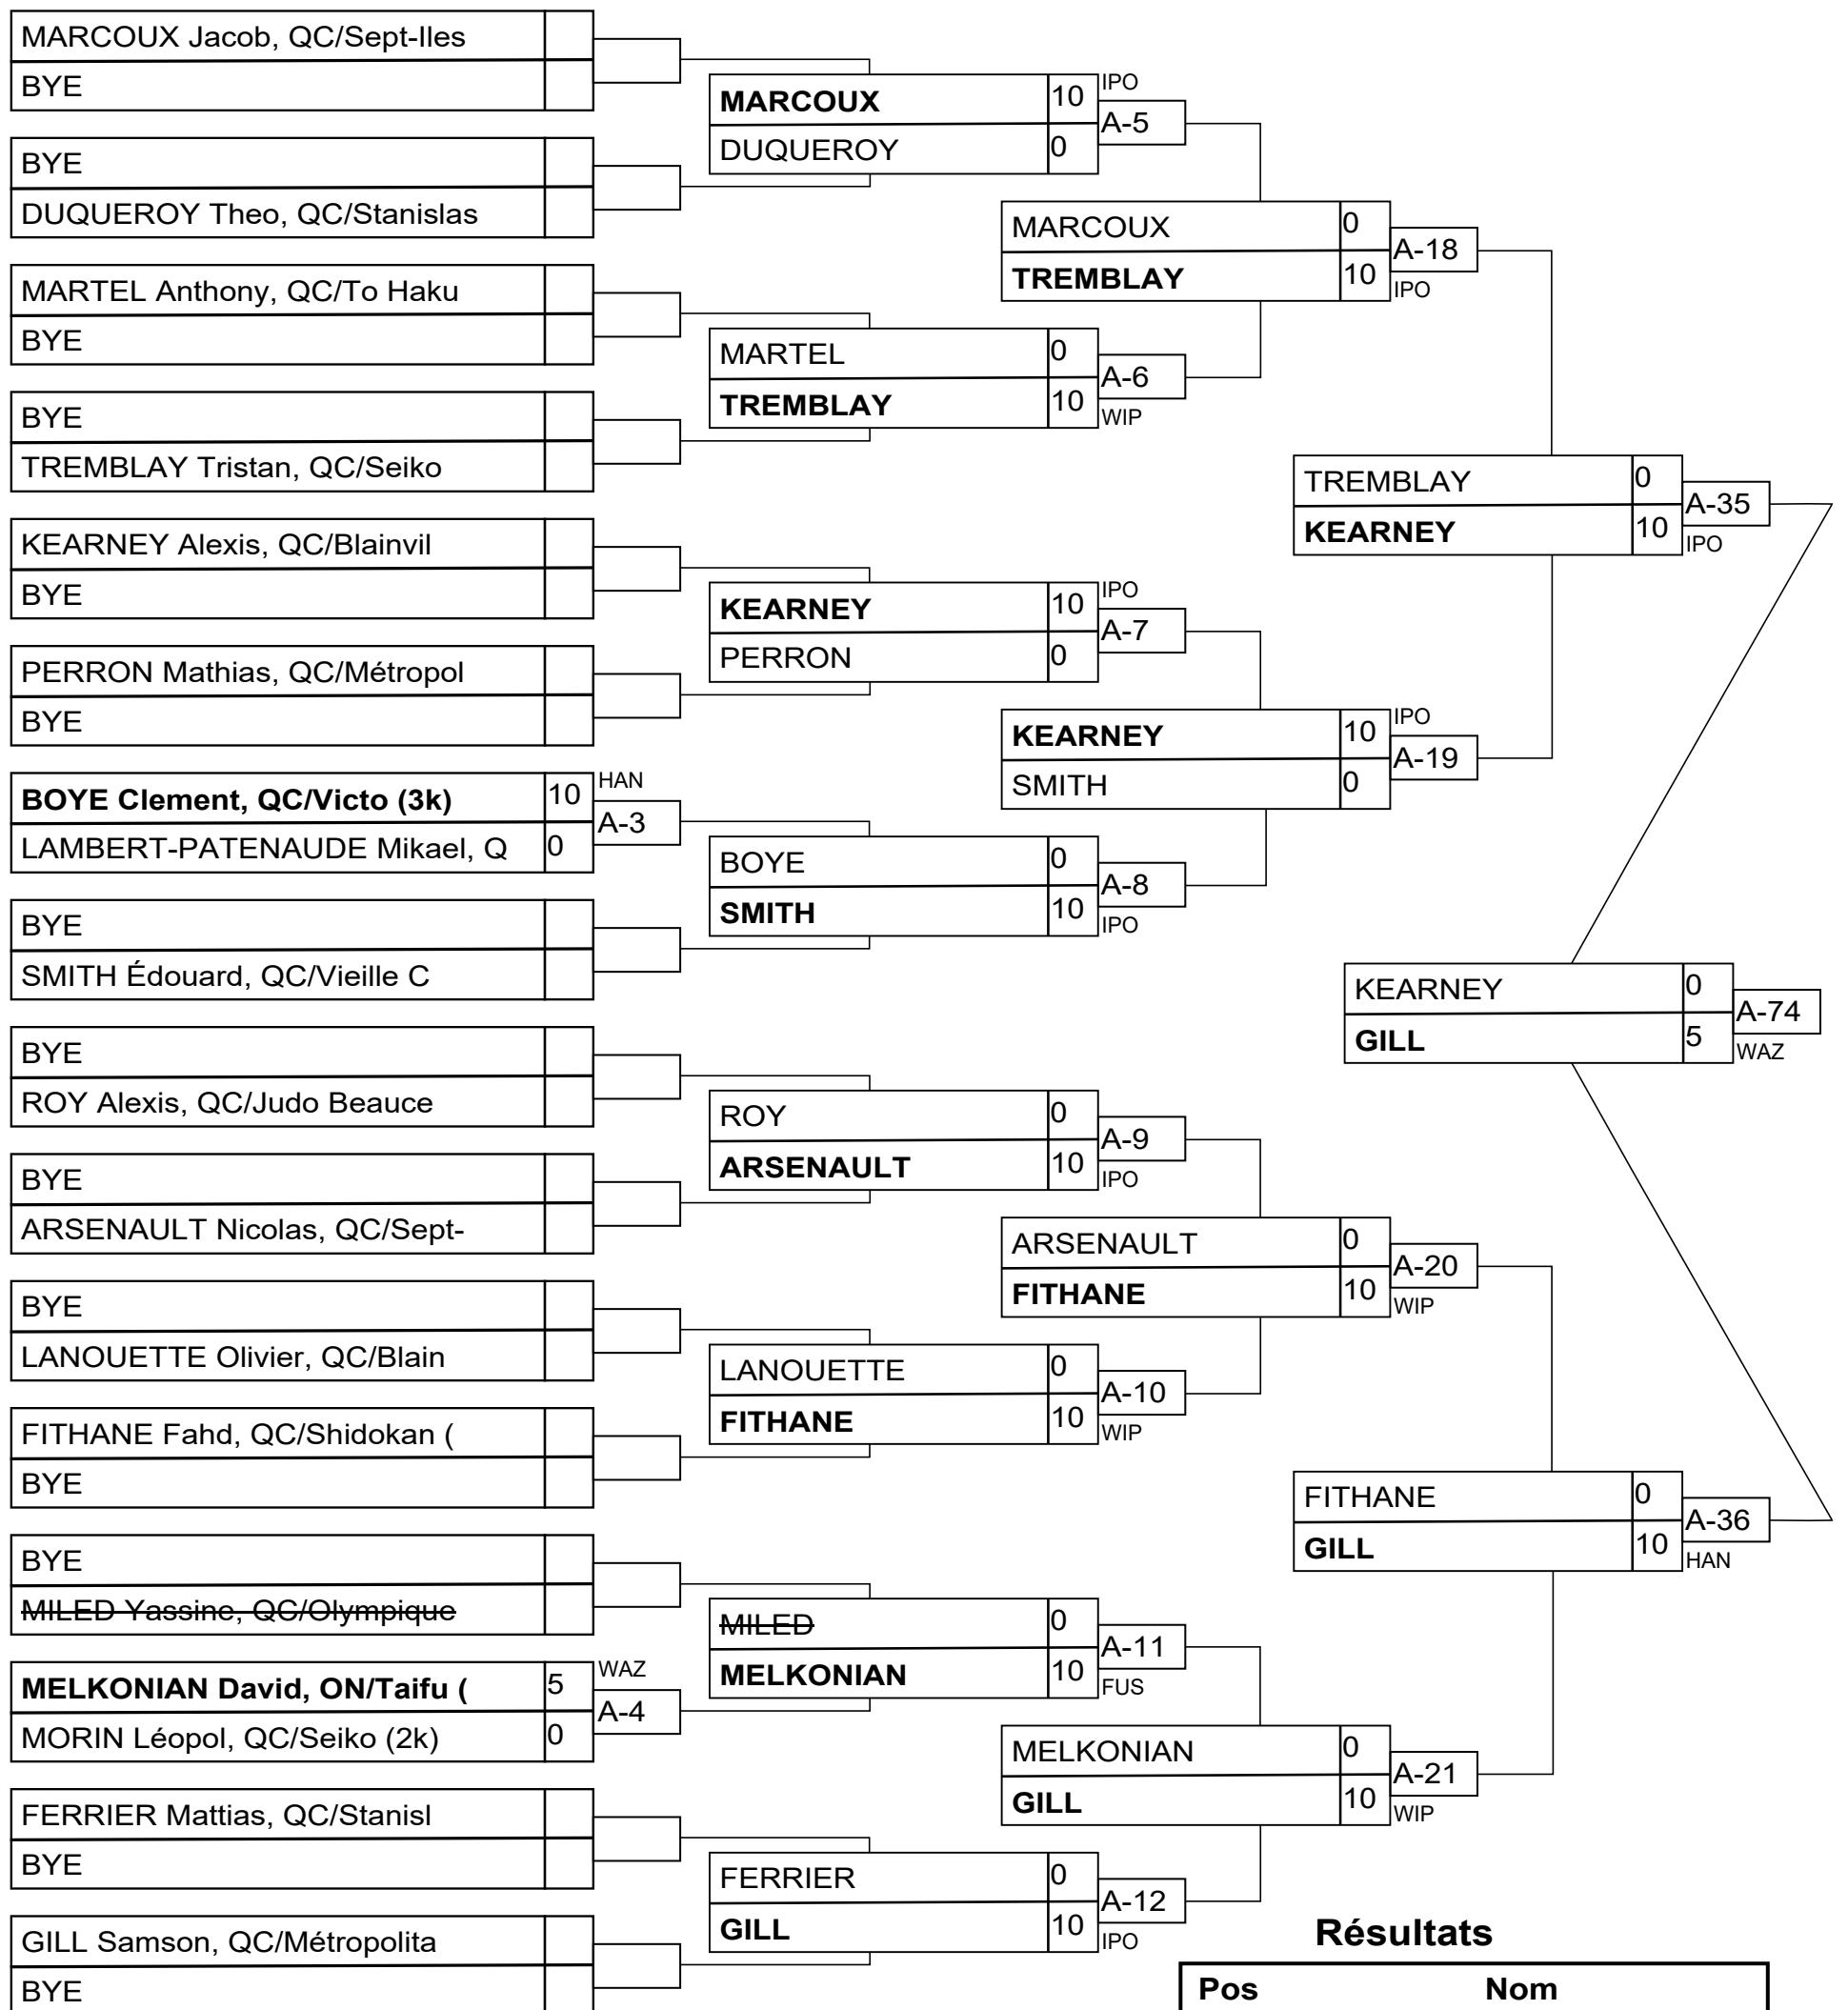 MARCOUX Jacob, QC/Sept-Iles
BYE
BYE
DUQUEROY Theo, QC/Stanislas
MARTEL Anthony, QC/To Haku
BYE
BYE
TREMBLAY Tristan, QC/Seiko
KEARNEY Alexis, QC/Blainvil
BYE
PERRON Mathias, QC/Métropol
BYE
BOYE Clement, QC/Victo (3k) 10 HAN
A-3
LAMBERT-PATENAUDE Mikael, Q 0
BYE
SMITH Édouard, QC/Vieille C
BYE
ROY Alexis, QC/Judo Beauce
BYE
ARSENAULT Nicolas, QC/Sept-
BYE
LANOUETTE Olivier, QC/Blain
FITHANE Fahd, QC/Shidokan (
BYE
BYE
MILED Yassine, QC/Olympique
MELKONIAN David, ON/Taifu ( 5 WAZ
A-4
MORIN Léopol, QC/Seiko (2k) 0
FERRIER Mattias, QC/Stanisl
BYE
GILL Samson, QC/Métropolita
BYE
MARCOUX 10 IPO
A-5
DUQUEROY 0
MARTEL 0
A-6
TREMBLAY 10 WIP
KEARNEY 10 IPO
A-7
PERRON 0
BOYE 0
A-8
SMITH 10 IPO
ROY 0
A-9
ARSENAULT 10 IPO
LANOUETTE 0
A-10
FITHANE 10 WIP
MILED 0
A-11
MELKONIAN 10 FUS
FERRIER 0
A-12
GILL 10 IPO
MARCOUX 0
A-18
TREMBLAY 10 IPO
KEARNEY 10 IPO
A-19
SMITH 0
ARSENAULT 0
A-20
FITHANE 10 WIP
MELKONIAN 0
A-21
GILL 10 WIP
TREMBLAY 0
A-35
KEARNEY 10 IPO
FITHANE 0
A-36
GILL 10 HAN
KEARNEY 0
A-74
GILL 5 WAZ
Résultats
Pos Nom